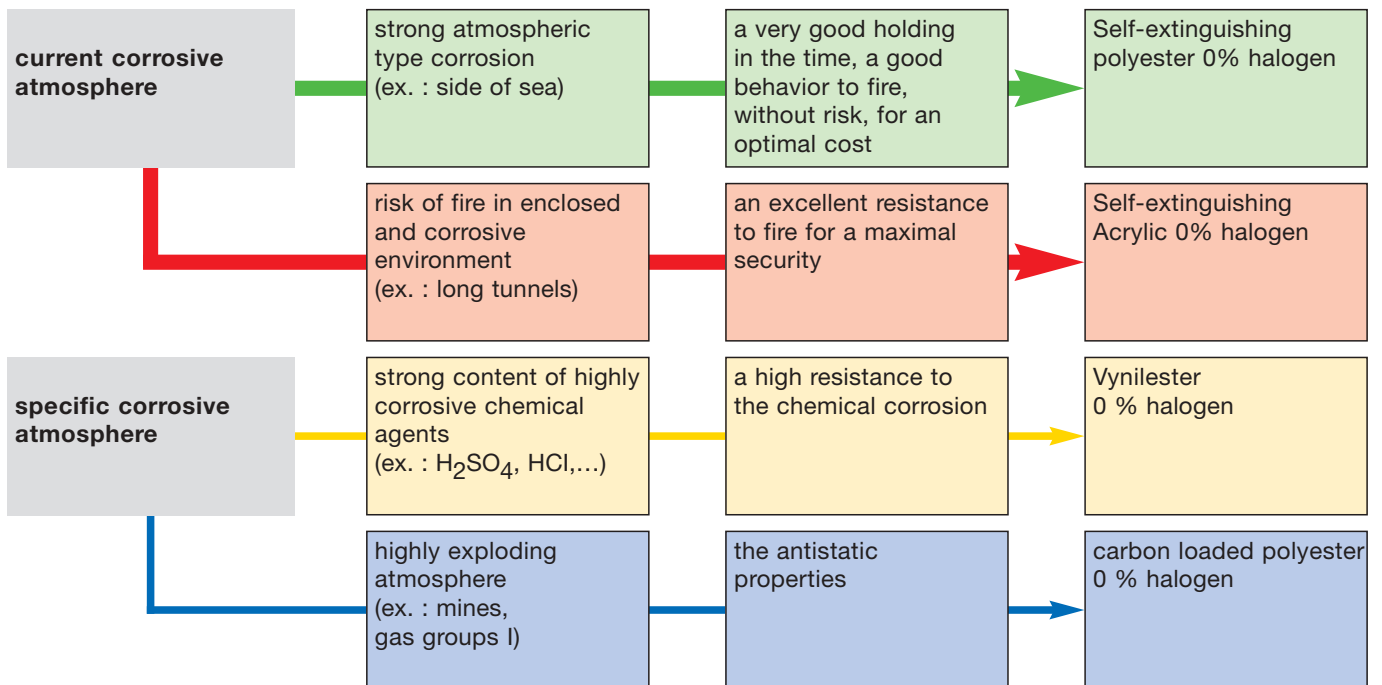 current corrosive
atmosphere
strong atmospheric
type corrosion
(ex. : side of sea)
a very good holding
in the time, a good
behavior to fire,
without risk, for an
optimal cost
Self-extinguishing
polyester 0% halogen
risk of fire in enclosed
and corrosive
environment
(ex. : long tunnels)
an excellent resistance
to fire for a maximal
security
Self-extinguishing
Acrylic 0% halogen
specific corrosive
atmosphere
strong content of highly
corrosive chemical
agents
(ex. : H₂SO₄, HCl,...)
a high resistance to
the chemical corrosion
Vynilester
0 % halogen
highly exploding
atmosphere
(ex. : mines,
gas groups I)
the antistatic
properties
carbon loaded polyester
0 % halogen